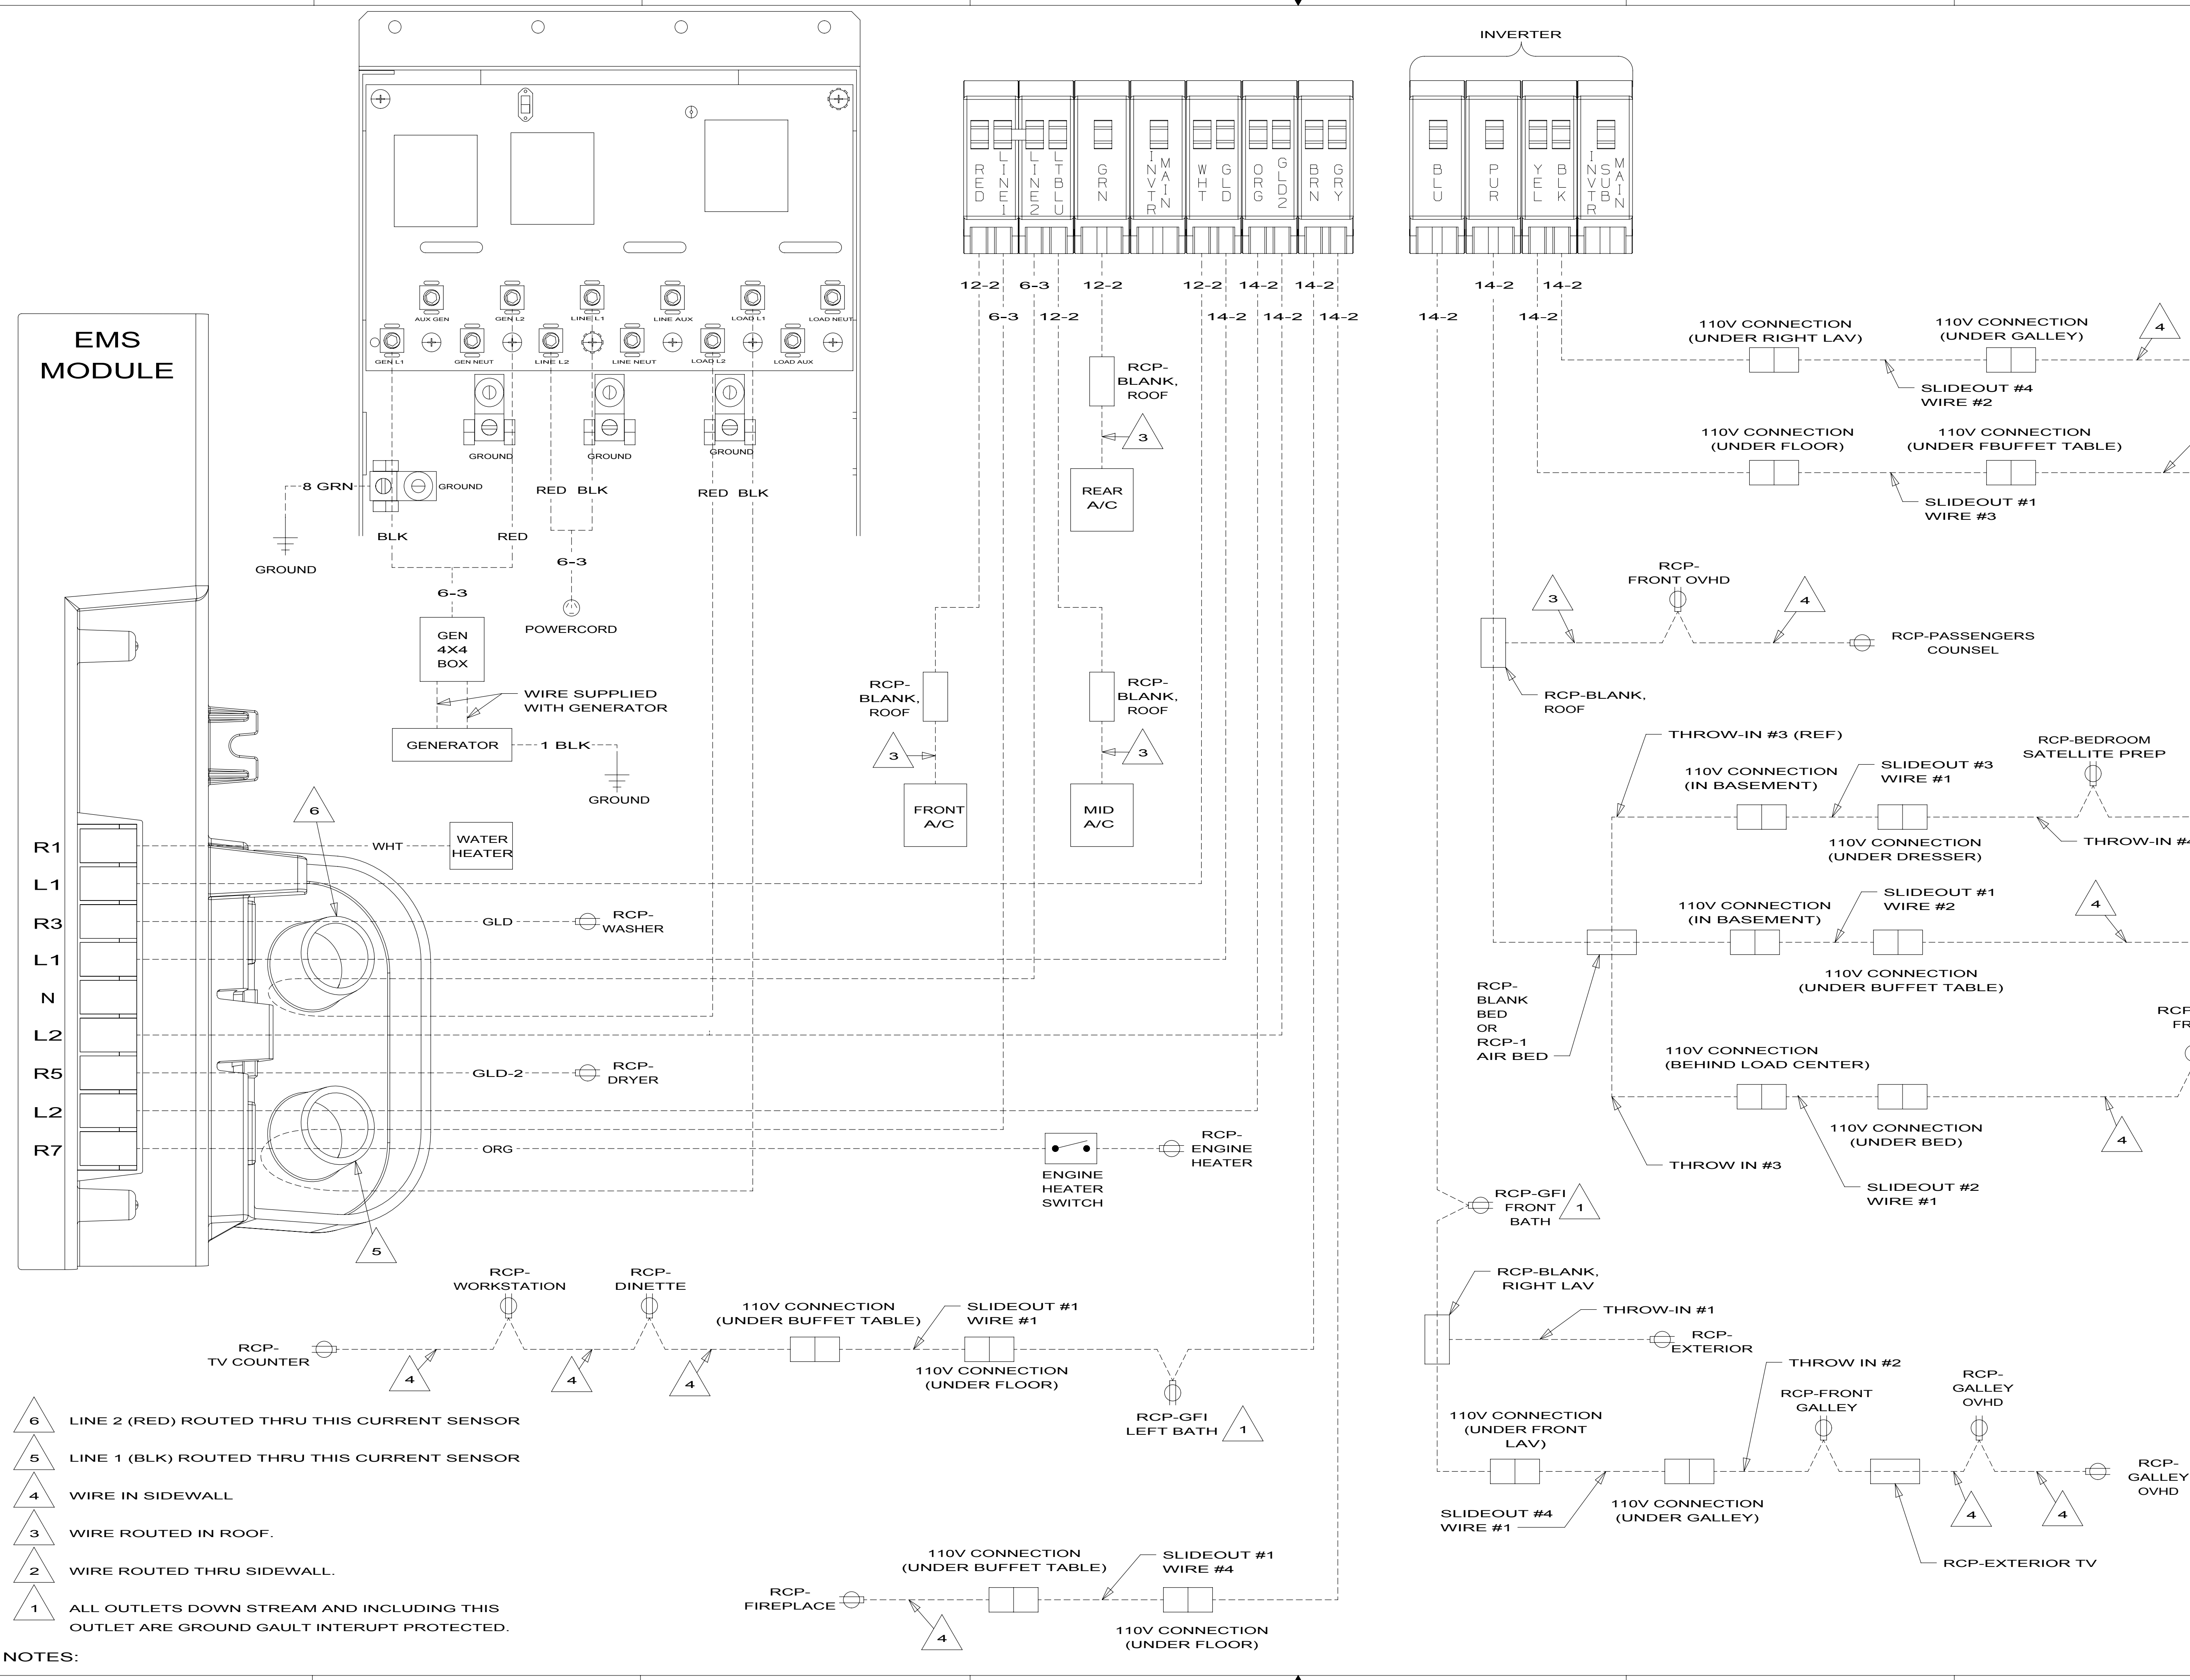 INVERTER
RED
LINE1
LINE2
LTBLU
GRN
INVTR
MAIN
WHT
GLD
ORG
GLD2
BRN
GRY
BLU
PUR
YEL
BLK
INVTR
SUB
MAIN
12-2
6-3
12-2
12-2
14-2
14-2
6-3
12-2
14-2
14-2
14-2
14-2
14-2
14-2
14-2
AUX GEN
GEN L2
LINE L1
LINE AUX
LOAD L1
LOAD NEUT
GEN L1
GEN NEUT
LINE L2
LINE NEUT
LOAD L2
LOAD AUX
GROUND
GROUND
GROUND
8 GRN
GROUND
GROUND
BLK
RED
RED BLK
RED BLK
6-3
6-3
POWERCORD
GEN
4X4
BOX
WIRE SUPPLIED
WITH GENERATOR
GENERATOR
1 BLK
GROUND
EMS
MODULE
R1
L1
R3
L1
N
L2
R5
L2
R7
6
WHT
WATER
HEATER
GLD
RCP-
WASHER
GLD-2
RCP-
DRYER
ORG
ENGINE
HEATER
SWITCH
RCP-
ENGINE
HEATER
5
RCP-
BLANK,
ROOF
3
REAR
A/C
RCP-
BLANK,
ROOF
3
FRONT
A/C
RCP-
BLANK,
ROOF
3
MID
A/C
110V CONNECTION
(UNDER RIGHT LAV)
110V CONNECTION
(UNDER GALLEY)
4
SLIDEOUT #4
WIRE #2
110V CONNECTION
(UNDER FLOOR)
110V CONNECTION
(UNDER FBUFFET TABLE)
SLIDEOUT #1
WIRE #3
3
RCP-
FRONT OVHD
4
RCP-PASSENGERS
COUNSEL
RCP-BLANK,
ROOF
THROW-IN #3 (REF)
110V CONNECTION
(IN BASEMENT)
SLIDEOUT #3
WIRE #1
RCP-BEDROOM
SATELLITE PREP
110V CONNECTION
(UNDER DRESSER)
THROW-IN #4
110V CONNECTION
(IN BASEMENT)
SLIDEOUT #1
WIRE #2
4
110V CONNECTION
(UNDER BUFFET TABLE)
RCP-
BLANK
BED
OR
RCP-1
AIR BED
110V CONNECTION
(BEHIND LOAD CENTER)
RCP
FR
110V CONNECTION
(UNDER BED)
4
THROW IN #3
SLIDEOUT #2
WIRE #1
RCP-GFI
FRONT
BATH
1
RCP-BLANK,
RIGHT LAV
THROW-IN #1
RCP-
EXTERIOR
THROW IN #2
110V CONNECTION
(UNDER FRONT
LAV)
RCP-FRONT
GALLEY
RCP-
GALLEY
OVHD
RCP-
GALLEY
OVHD
SLIDEOUT #4
WIRE #1
110V CONNECTION
(UNDER GALLEY)
4
4
RCP-EXTERIOR TV
RCP-
TV COUNTER
4
RCP-
WORKSTATION
4
RCP-
DINETTE
4
110V CONNECTION
(UNDER BUFFET TABLE)
SLIDEOUT #1
WIRE #1
110V CONNECTION
(UNDER FLOOR)
RCP-GFI
LEFT BATH
1
RCP-
FIREPLACE
4
110V CONNECTION
(UNDER BUFFET TABLE)
SLIDEOUT #1
WIRE #4
110V CONNECTION
(UNDER FLOOR)
6 LINE 2 (RED) ROUTED THRU THIS CURRENT SENSOR
5 LINE 1 (BLK) ROUTED THRU THIS CURRENT SENSOR
4 WIRE IN SIDEWALL
3 WIRE ROUTED IN ROOF.
2 WIRE ROUTED THRU SIDEWALL.
1 ALL OUTLETS DOWN STREAM AND INCLUDING THIS
OUTLET ARE GROUND GAULT INTERUPT PROTECTED.
NOTES: